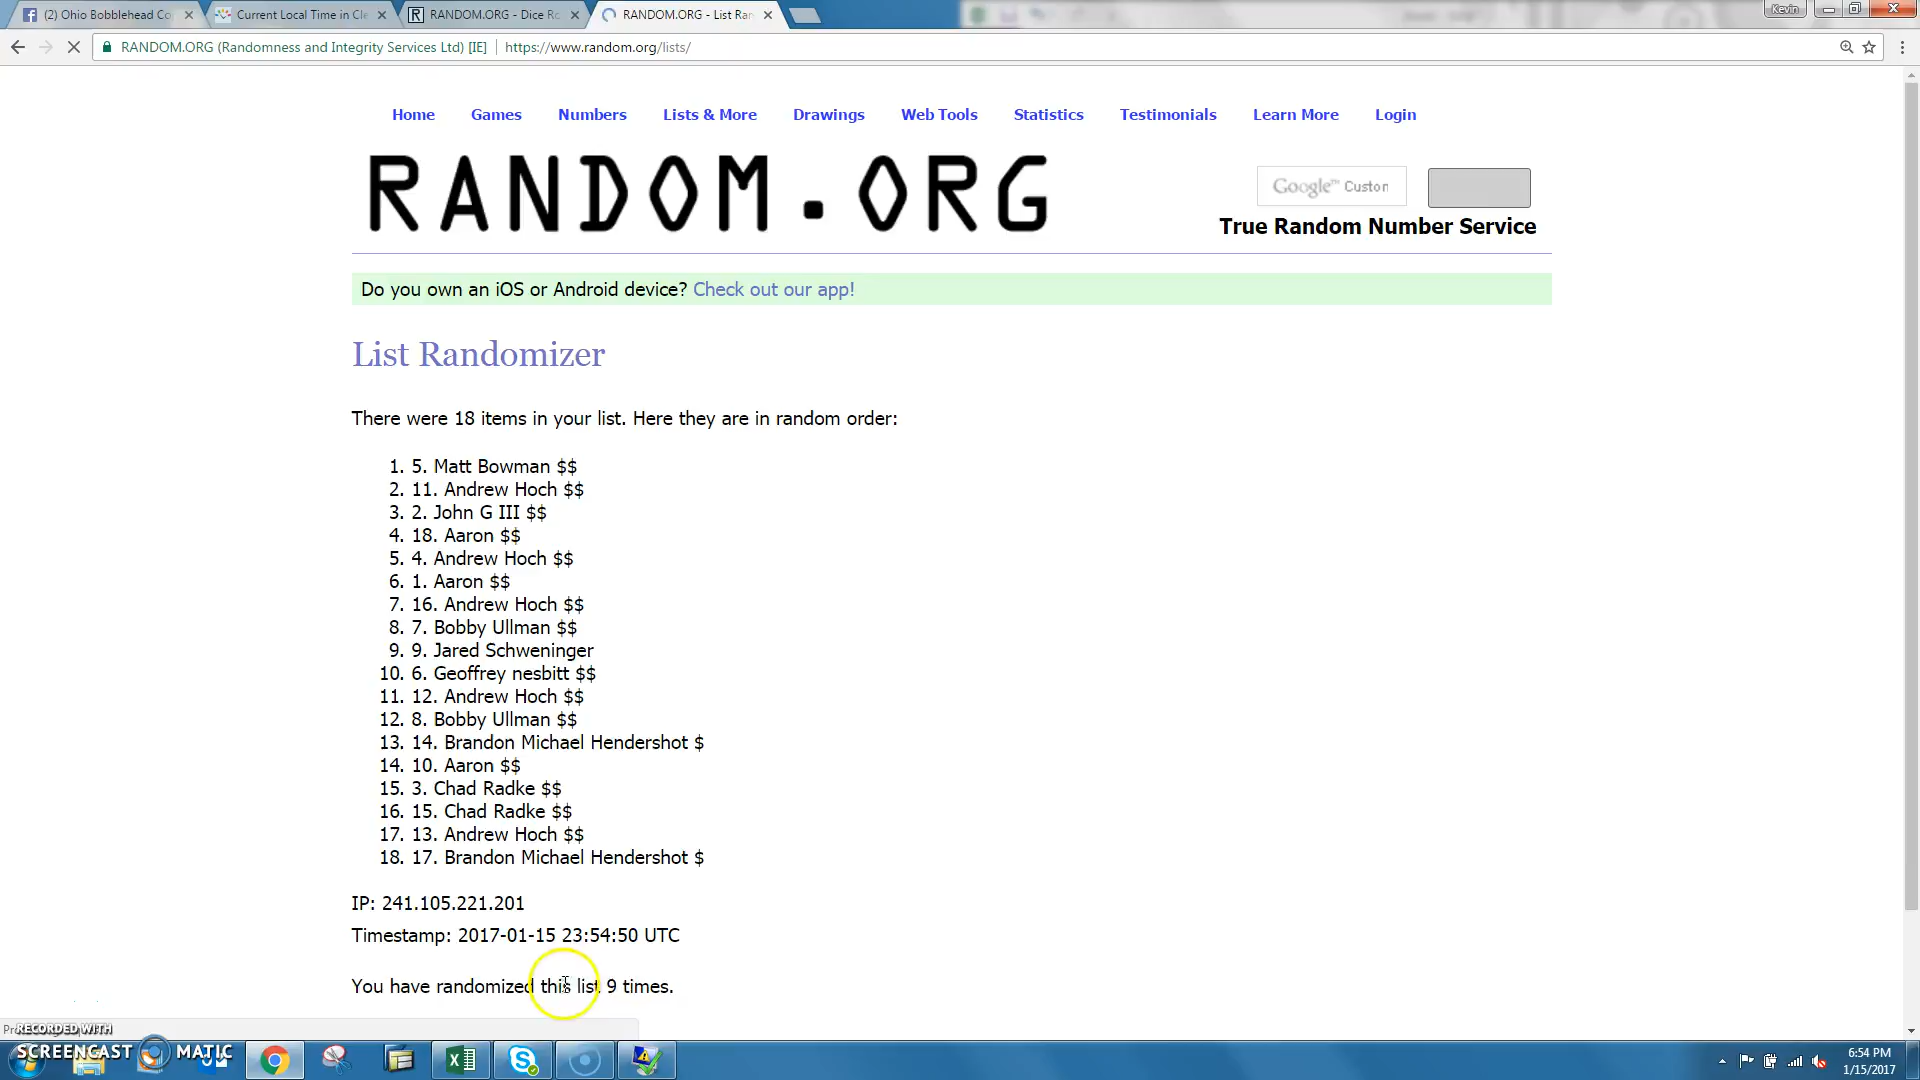 (2) Ohio Bobblehead Co
Current Local Time in Cle
RANDOM.ORG - Dice Ro
RANDOM.ORG - List Ran
Kevin
RANDOM.ORG (Randomness and Integrity Services Ltd) [IE] https://www.random.org/lists/
Home Games Numbers Lists & More Drawings Web Tools Statistics Testimonials Learn More Login
RANDOM.ORG
Google™ Custom
True Random Number Service
Do you own an iOS or Android device? Check out our app!
List Randomizer
There were 18 items in your list. Here they are in random order:
1. 5. Matt Bowman $$
2. 11. Andrew Hoch $$
3. 2. John G III $$
4. 18. Aaron $$
5. 4. Andrew Hoch $$
6. 1. Aaron $$
7. 16. Andrew Hoch $$
8. 7. Bobby Ullman $$
9. 9. Jared Schweninger
10. 6. Geoffrey nesbitt $$
11. 12. Andrew Hoch $$
12. 8. Bobby Ullman $$
13. 14. Brandon Michael Hendershot $
14. 10. Aaron $$
15. 3. Chad Radke $$
16. 15. Chad Radke $$
17. 13. Andrew Hoch $$
18. 17. Brandon Michael Hendershot $
IP: 241.105.221.201
Timestamp: 2017-01-15 23:54:50 UTC
You have randomized this list 9 times.
RECORDED WITH
SCREENCAST MATIC
6:54 PM
1/15/2017